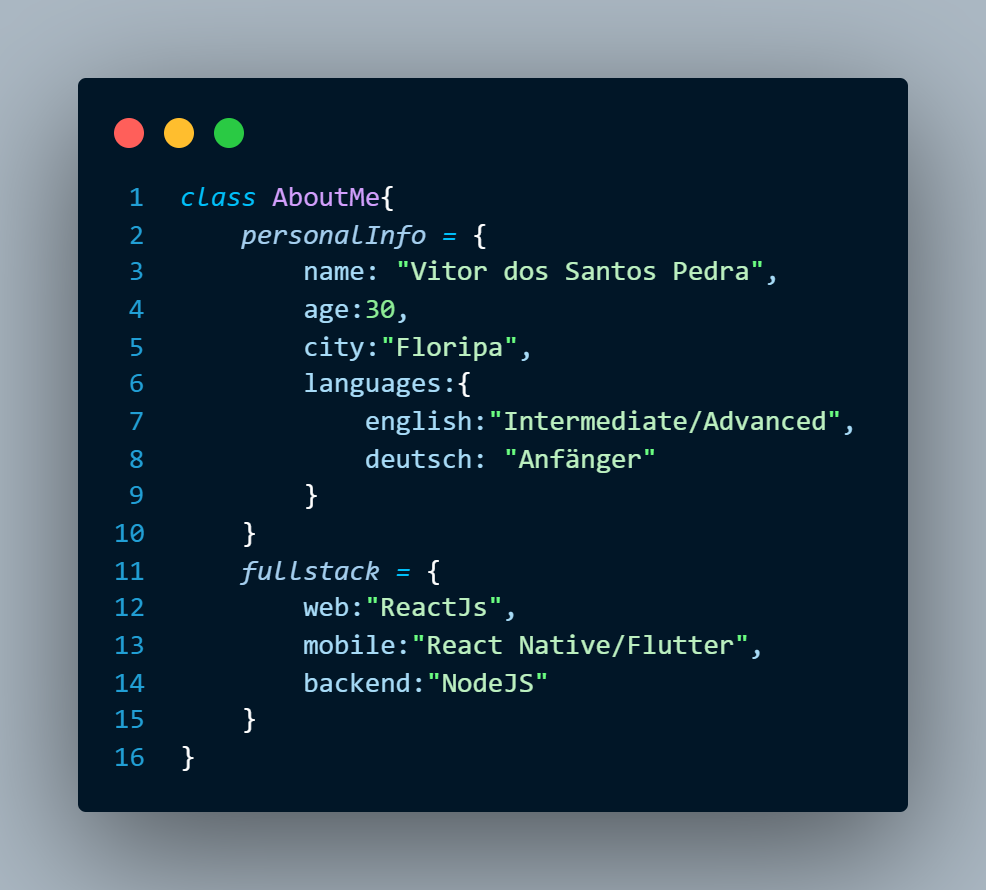 1 class AboutMe{
2 personalInfo = {
3 name: "Vitor dos Santos Pedra",
4 age:30,
5 city:"Floripa",
6 languages:{
7 english:"Intermediate/Advanced",
8 deutsch: "Anfänger"
9 }
10 }
11 fullstack = {
12 web:"ReactJs",
13 mobile:"React Native/Flutter",
14 backend:"NodeJS"
15 }
16 }